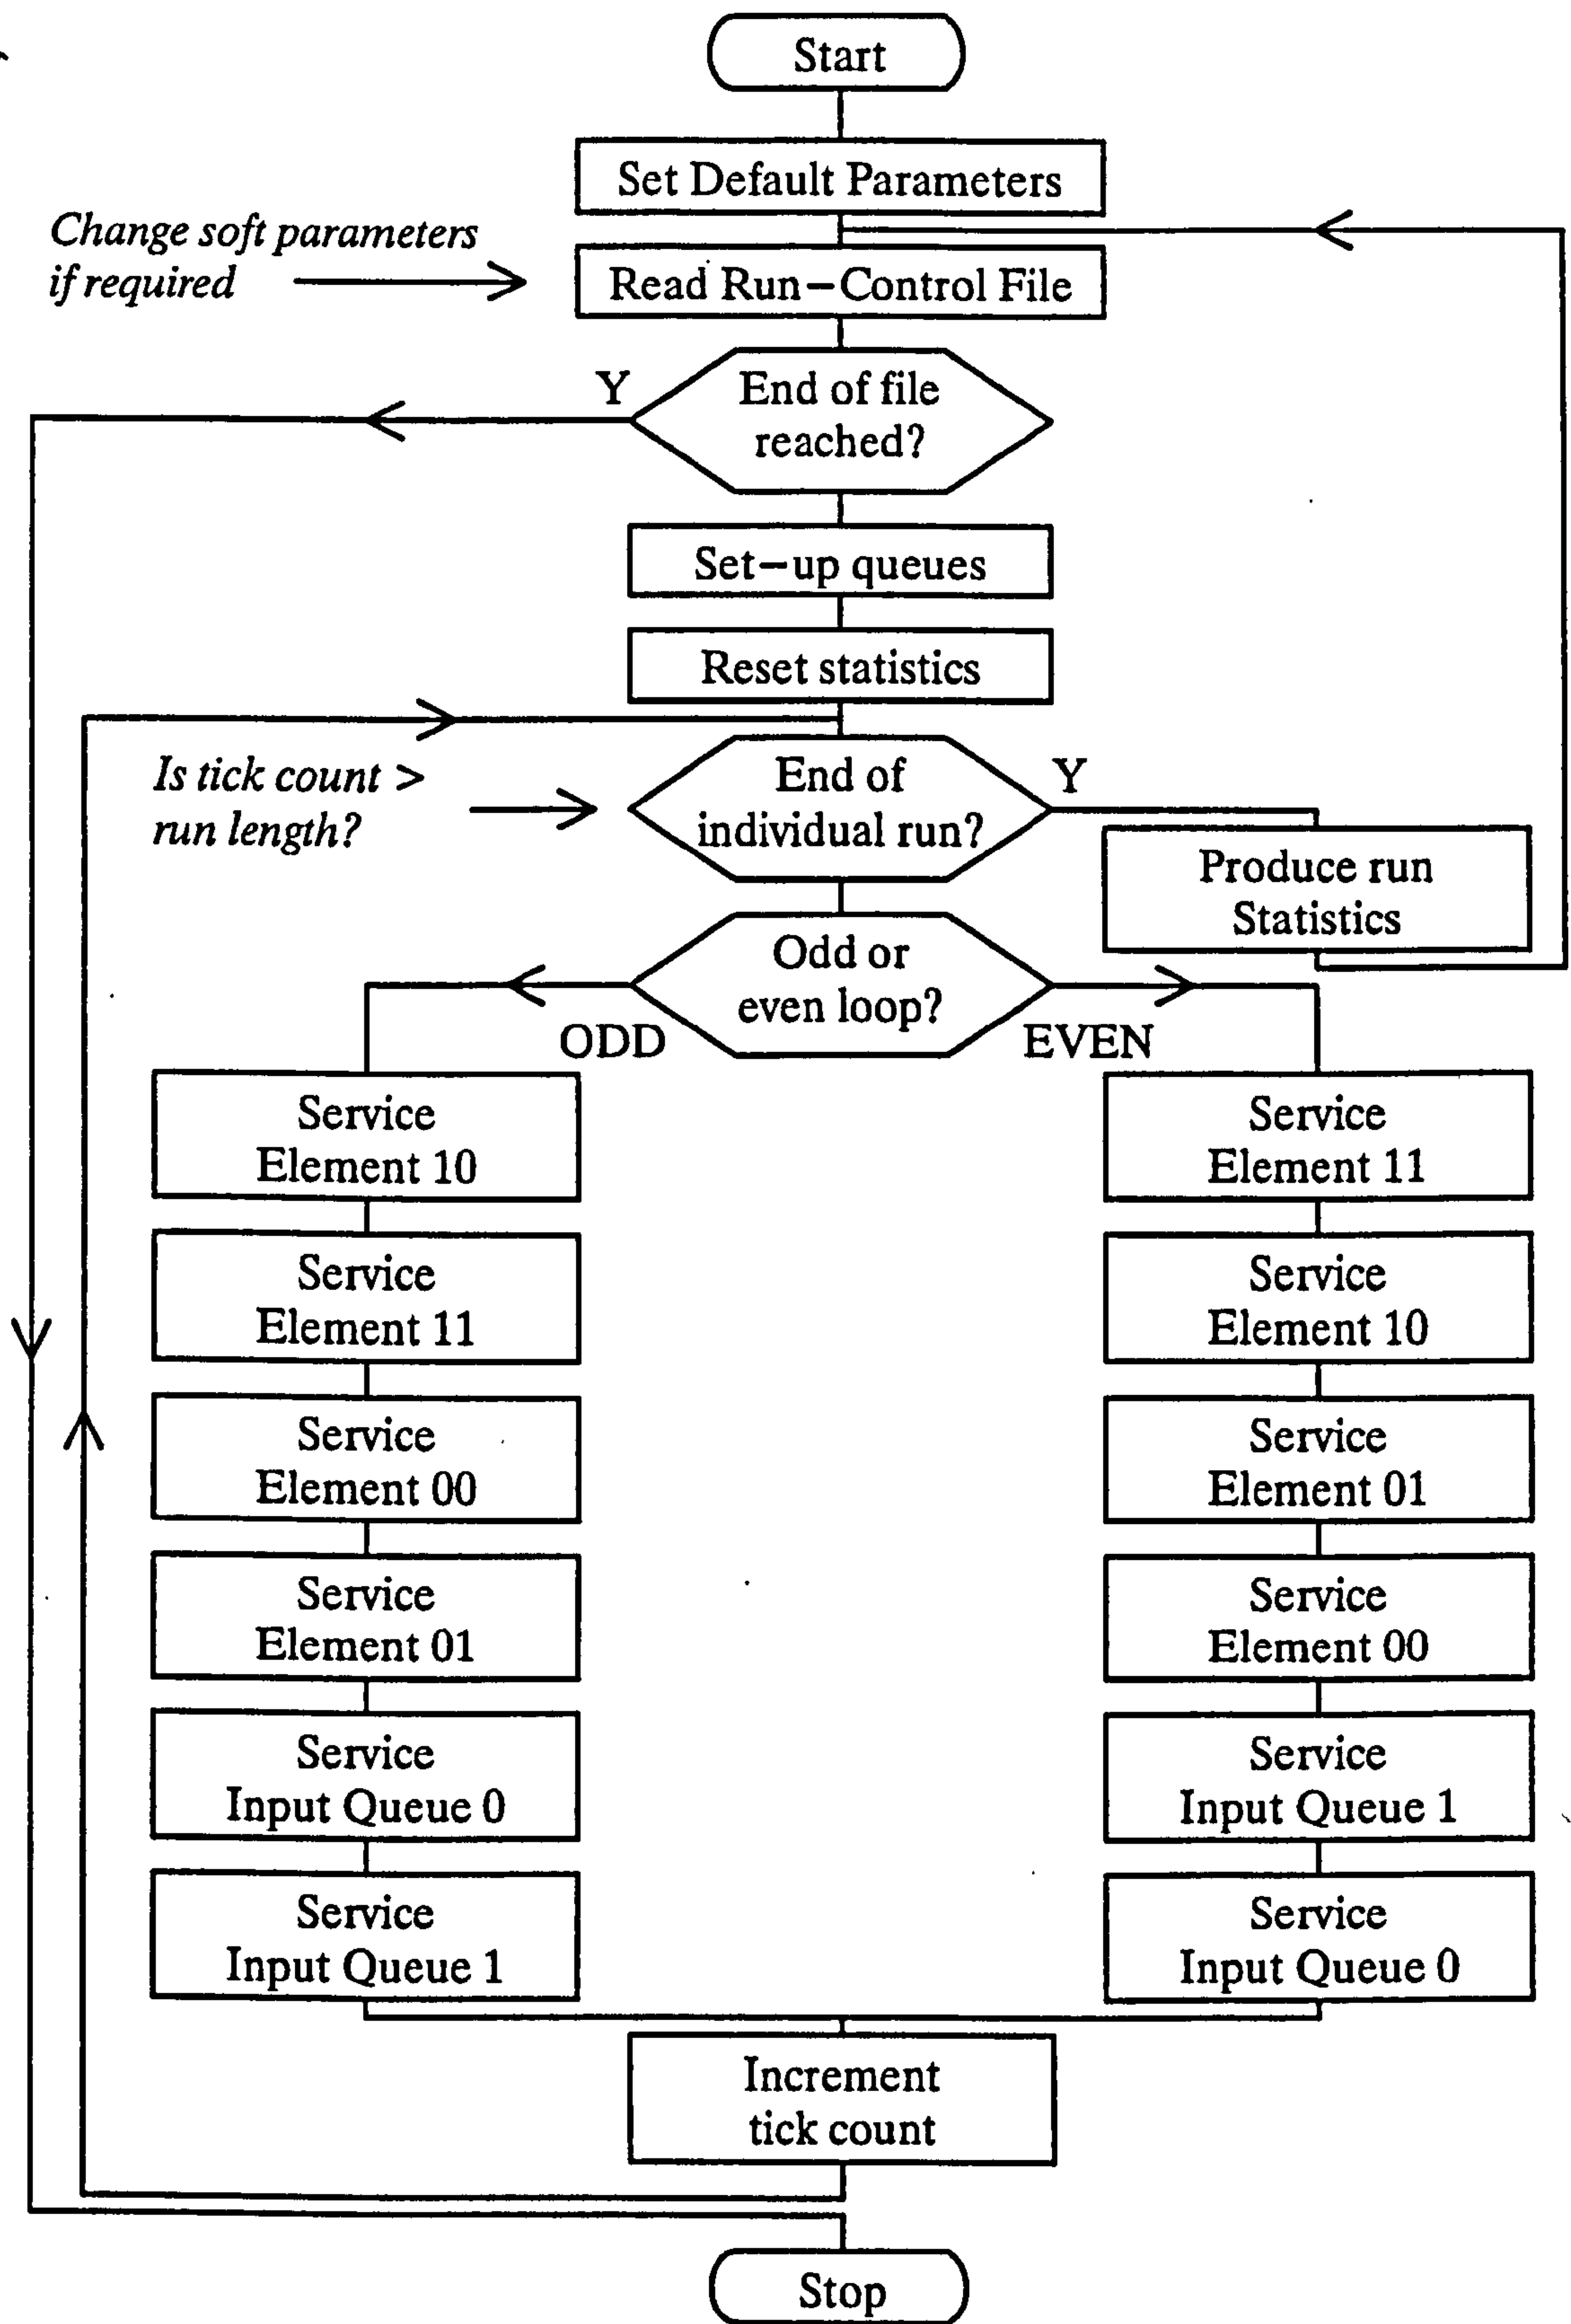 Start
Set Default Parameters
Change soft parameters
if required
Read Run-Control File
Y
End of file
reached?
Set-up queues
Reset statistics
Is tick count >
run length?
End of
individual run?
Y
Produce run
Statistics
Odd or
even loop?
ODD
EVEN
Service
Element 10
Service
Element 11
Service
Element 00
Service
Element 01
Service
Input Queue 0
Service
Input Queue 1
Service
Element 11
Service
Element 10
Service
Element 01
Service
Element 00
Service
Input Queue 1
Service
Input Queue 0
Increment
tick count
Stop